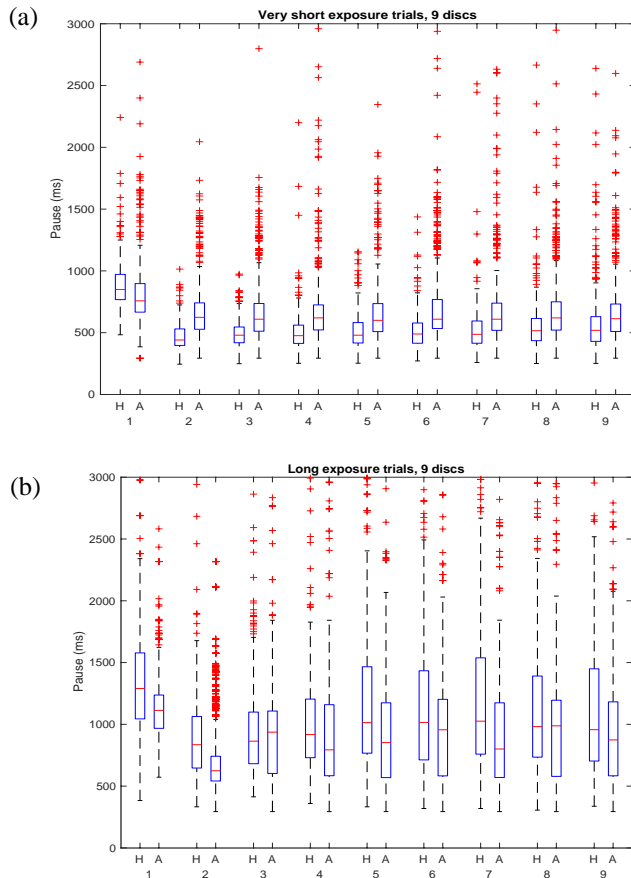 (a)
Very short exposure trials, 9 discs
3000
2500
2000
1500
1000
500
0
Pause (ms)
H A H A H A H A H A H A H A H A H A
1 2 3 4 5 6 7 8 9
(b)
Long exposure trials, 9 discs
3000
2500
2000
1500
1000
500
0
Pause (ms)
H A H A H A H A H A H A H A H A H A
1 2 3 4 5 6 7 8 9